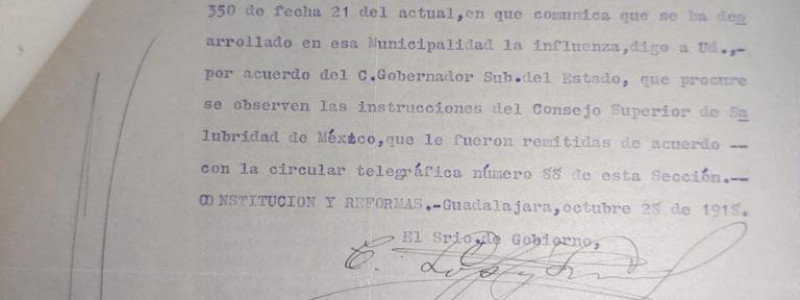 350 de fecha 21 del actual,en que comunica que se ha des
arrollado en esa Municipalidad la influenza,digo a Ud.,-
por acuerdo del C.Gobernador Sub.del Estado, que procure
se observen las instrucciones del Consejo Superior de Sa
lubridad de México,que le fueron remitidas de acuerdo --
con la circular telegráfica número 88 de esta Sección.--
CONSTITUCION Y REFORMAS.-Guadalajara,octubre 28 de 1918.
El Srio.de Gobierno,